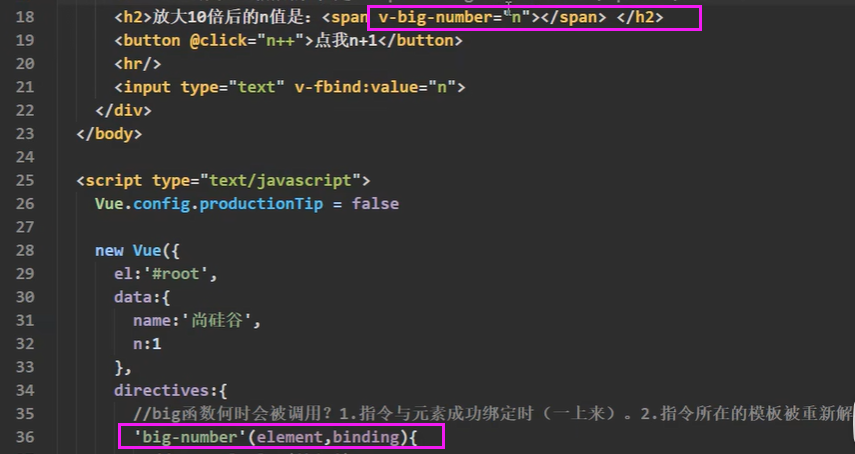 18 <h2>放大10倍后的n值是：<span v-big-number="n"></span> </h2>
19 <button @click="n++">点我n+1</button>
20 <hr/>
21 <input type="text" v-fbind:value="n">
22 </div>
23 </body>
24
25 <script type="text/javascript">
26 Vue.config.productionTip = false
27
28 new Vue({
29 el:'#root',
30 data:{
31 name:'尚硅谷',
32 n:1
33 },
34 directives:{
35 //big函数何时会被调用？1.指令与元素成功绑定时（一上来）。2.指令所在的模板被重新解
36 'big-number'(element,binding){